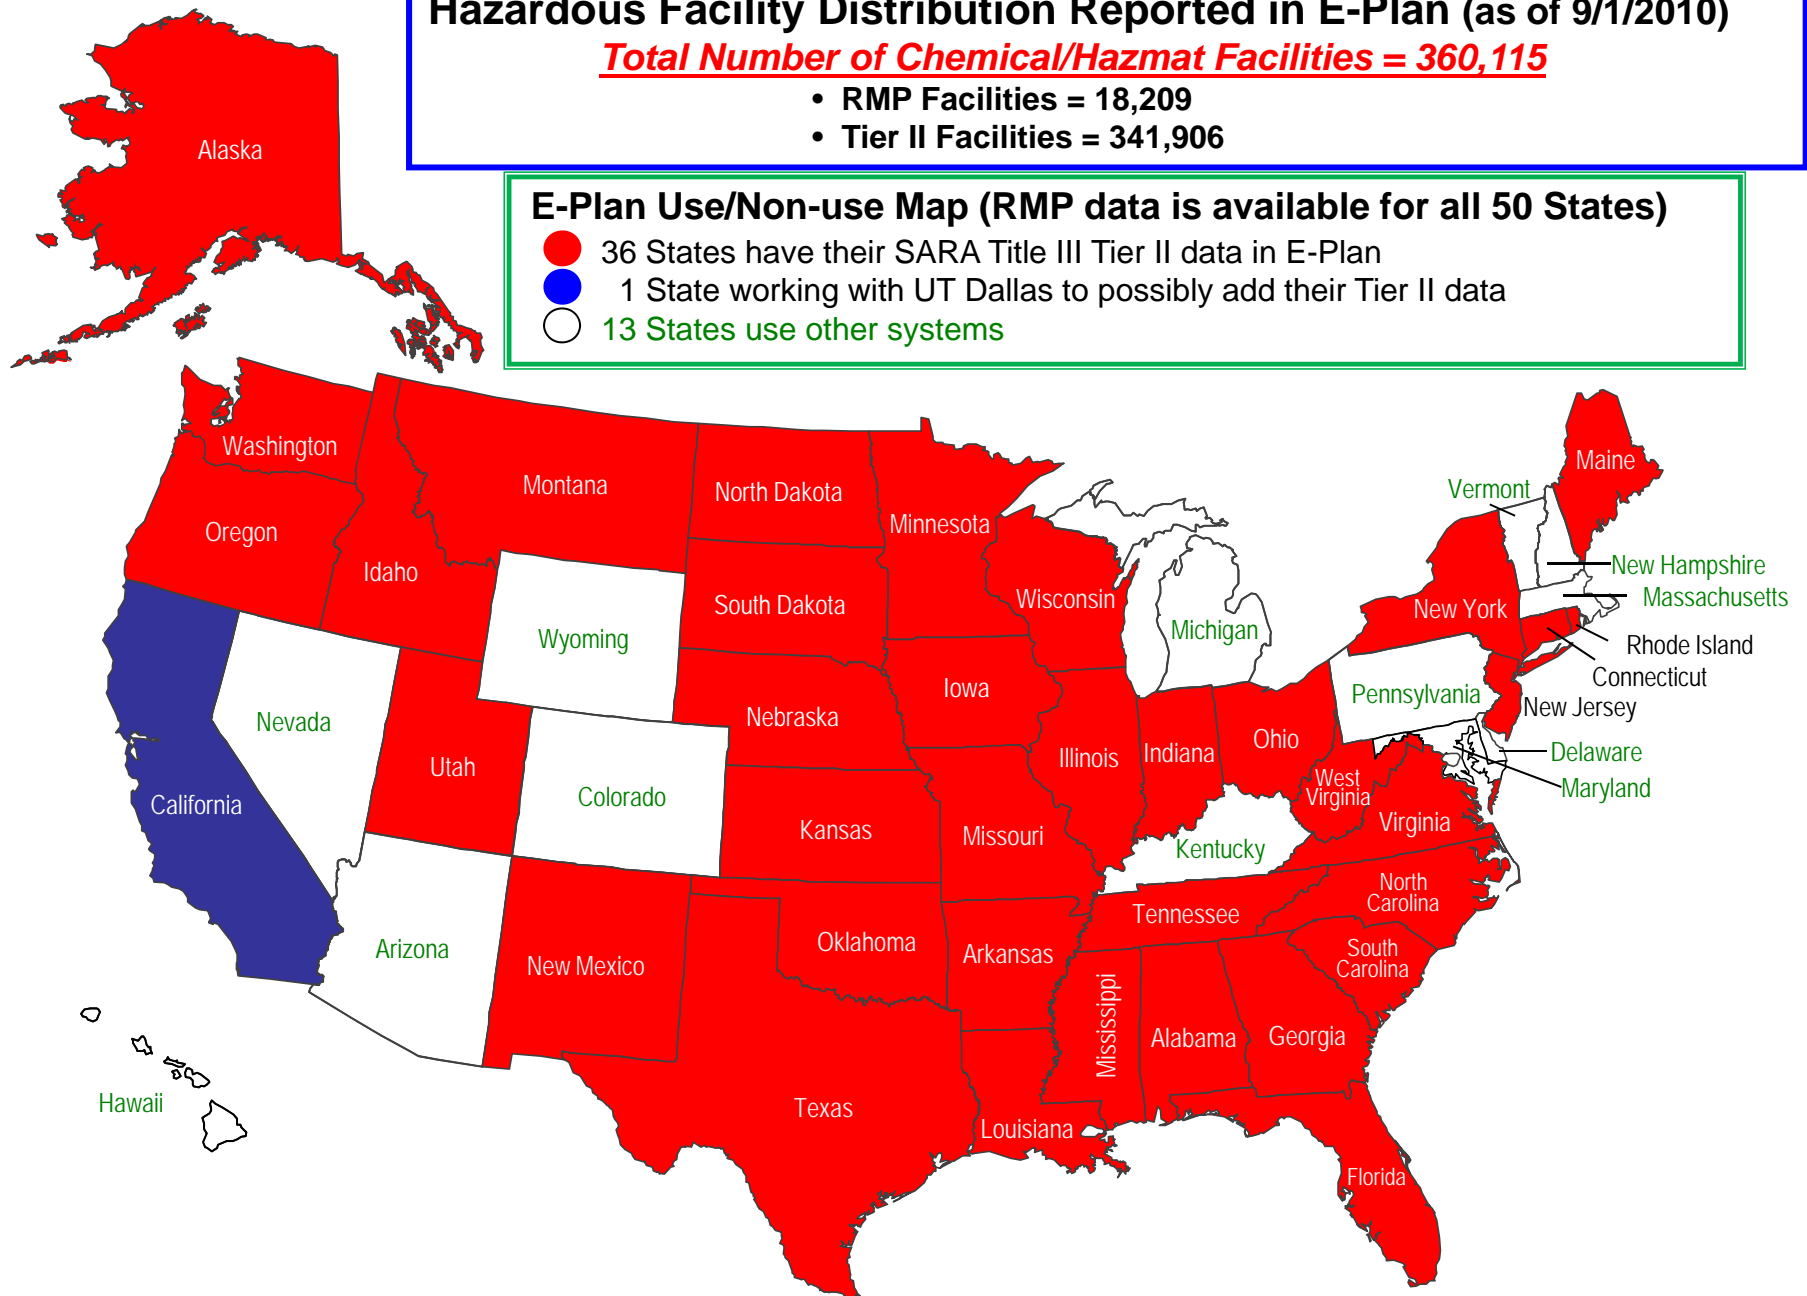 Hazardous Facility Distribution Reported in E-Plan (as of 9/1/2010)
Total Number of Chemical/Hazmat Facilities = 360,115
• RMP Facilities = 18,209
• Tier II Facilities = 341,906
E-Plan Use/Non-use Map (RMP data is available for all 50 States)
36 States have their SARA Title III Tier II data in E-Plan
1 State working with UT Dallas to possibly add their Tier II data
13 States use other systems
Alaska
Washington
Oregon
Idaho
Montana
North Dakota
Minnesota
South Dakota
Wisconsin
Wyoming
Michigan
Vermont
Maine
New Hampshire
Massachusetts
New York
Rhode Island
Connecticut
Pennsylvania
New Jersey
Delaware
Maryland
Nevada
Utah
Colorado
California
Nebraska
Iowa
Illinois
Indiana
Ohio
West
Virginia
Virginia
Kansas
Missouri
Kentucky
North
Carolina
Tennessee
Arizona
New Mexico
Oklahoma
Arkansas
South
Carolina
Mississippi
Alabama
Georgia
Hawaii
Texas
Louisiana
Florida